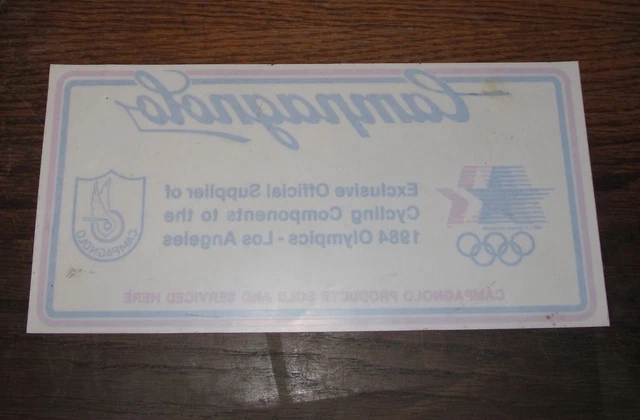 Campagnolo
Exclusive Official Supplier of
Cycling Components to the
1984 Olympics - Los Angeles
CAMPAGNOLO
CAMPAGNOLO PRODUCTS SOLD AND SERVICED HERE